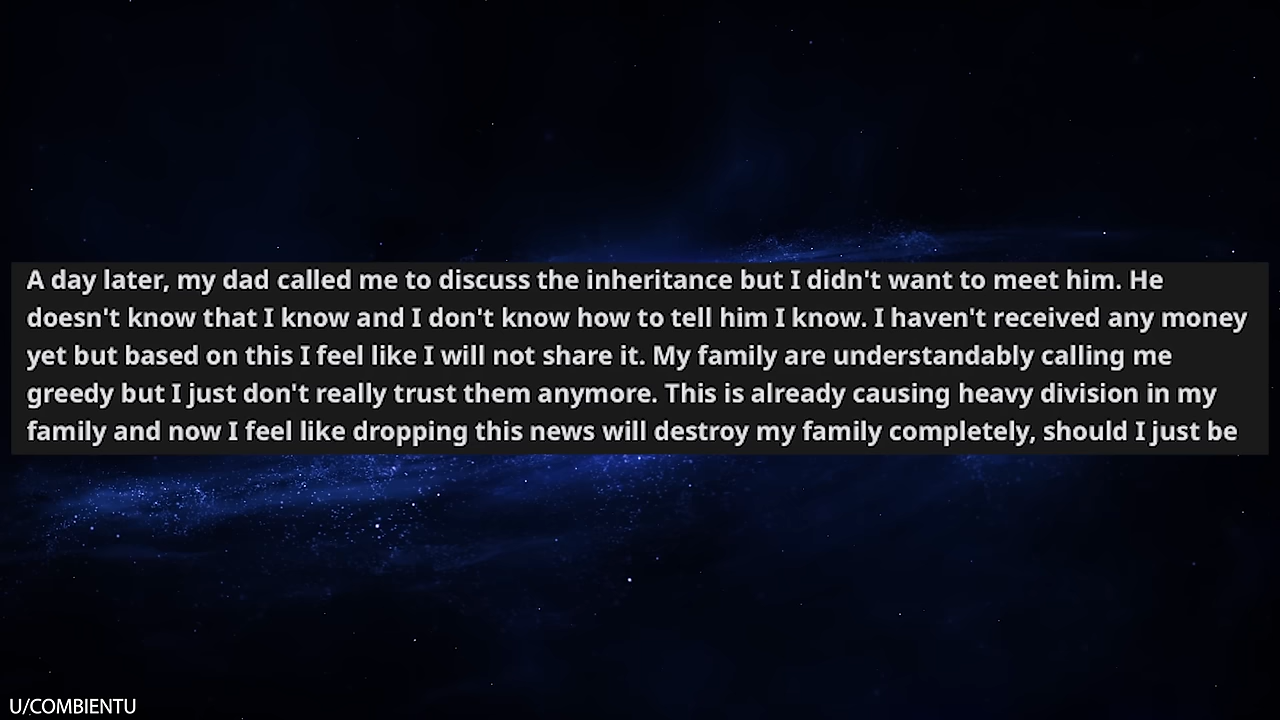 A day later, my dad called me to discuss the inheritance but I didn't want to meet him. He
doesn't know that I know and I don't know how to tell him I know. I haven't received any money
yet but based on this I feel like I will not share it. My family are understandably calling me
greedy but I just don't really trust them anymore. This is already causing heavy division in my
family and now I feel like dropping this news will destroy my family completely, should I just be
U/COMBIENTU